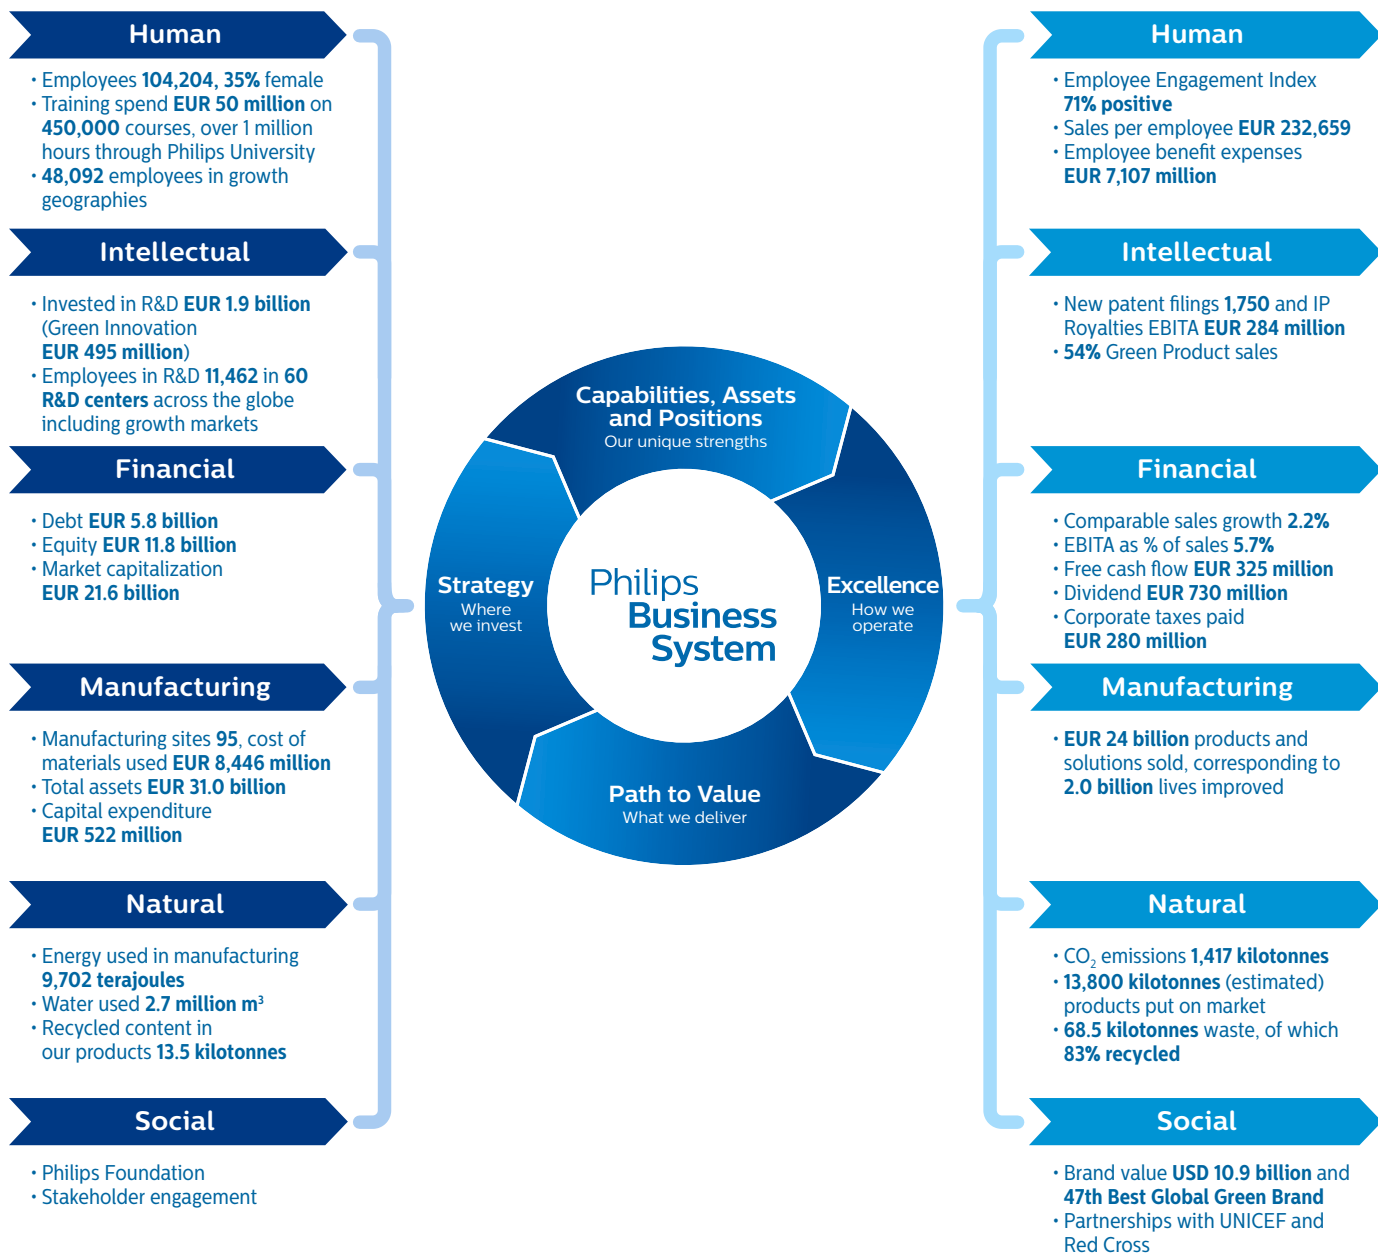 Human
• Employees 104,204, 35% female
• Training spend EUR 50 million on
450,000 courses, over 1 million
hours through Philips University
• 48,092 employees in growth
geographies
Intellectual
• Invested in R&D EUR 1.9 billion
(Green Innovation
EUR 495 million)
• Employees in R&D 11,462 in 60
R&D centers across the globe
including growth markets
Financial
• Debt EUR 5.8 billion
• Equity EUR 11.8 billion
• Market capitalization
EUR 21.6 billion
Manufacturing
• Manufacturing sites 95, cost of
materials used EUR 8,446 million
• Total assets EUR 31.0 billion
• Capital expenditure
EUR 522 million
Natural
• Energy used in manufacturing
9,702 terajoules
• Water used 2.7 million m³
• Recycled content in
our products 13.5 kilotonnes
Social
• Philips Foundation
• Stakeholder engagement
Capabilities, Assets
and Positions
Our unique strengths
Strategy
Where
we invest
Philips
Business
System
Excellence
How we
operate
Path to Value
What we deliver
Human
• Employee Engagement Index
71% positive
• Sales per employee EUR 232,659
• Employee benefit expenses
EUR 7,107 million
Intellectual
• New patent filings 1,750 and IP
Royalties EBITA EUR 284 million
• 54% Green Product sales
Financial
• Comparable sales growth 2.2%
• EBITA as % of sales 5.7%
• Free cash flow EUR 325 million
• Dividend EUR 730 million
• Corporate taxes paid
EUR 280 million
Manufacturing
• EUR 24 billion products and
solutions sold, corresponding to
2.0 billion lives improved
Natural
• CO₂ emissions 1,417 kilotonnes
• 13,800 kilotonnes (estimated)
products put on market
• 68.5 kilotonnes waste, of which
83% recycled
Social
• Brand value USD 10.9 billion and
47th Best Global Green Brand
• Partnerships with UNICEF and
Red Cross